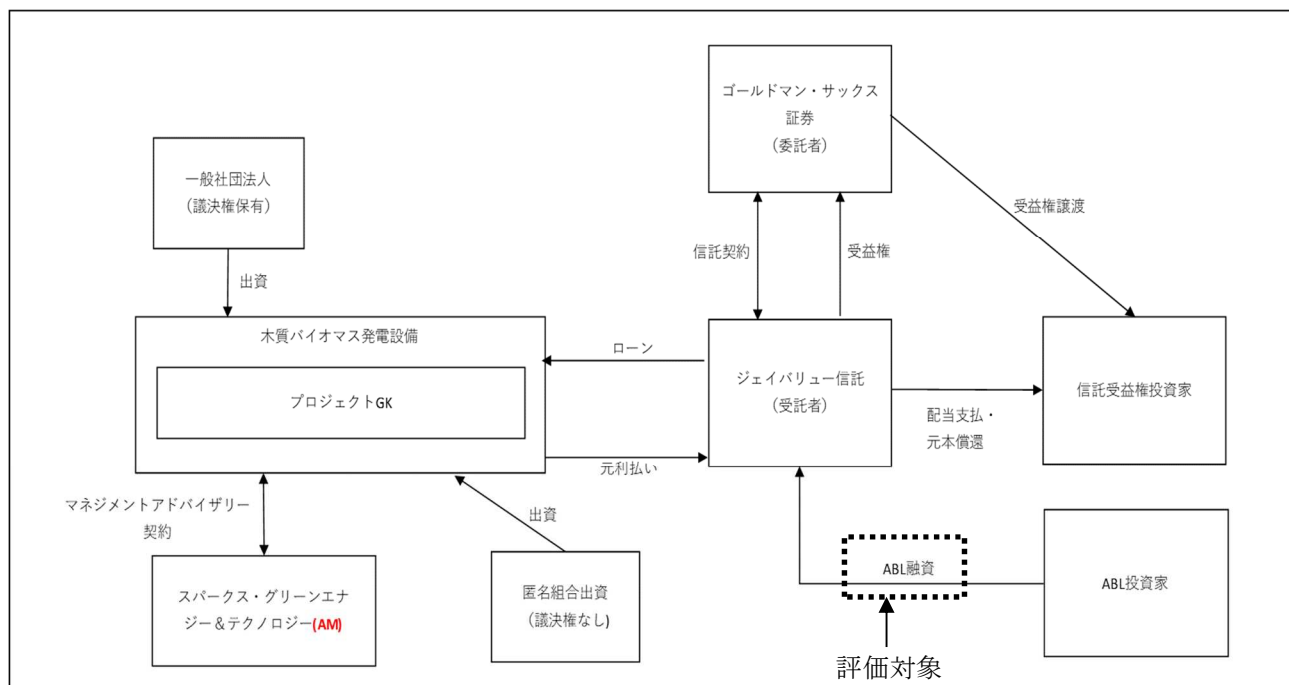 ゴールドマン・サックス
証券
(委託者)
一般社団法人
(議決権保有)
受益権譲渡
信託契約
受益権
出資
木質バイオマス発電設備
プロジェクトGK
ローン
ジェイバリュー信託
(受託者)
信託受益権投資家
配当支払・
元本償還
元利払い
マネジメントアドバイザリー
契約
出資
スパークス・グリーンエナ
ジー&テクノロジー(AM)
匿名組合出資
(議決権なし)
ABL融資
ABL投資家
評価対象